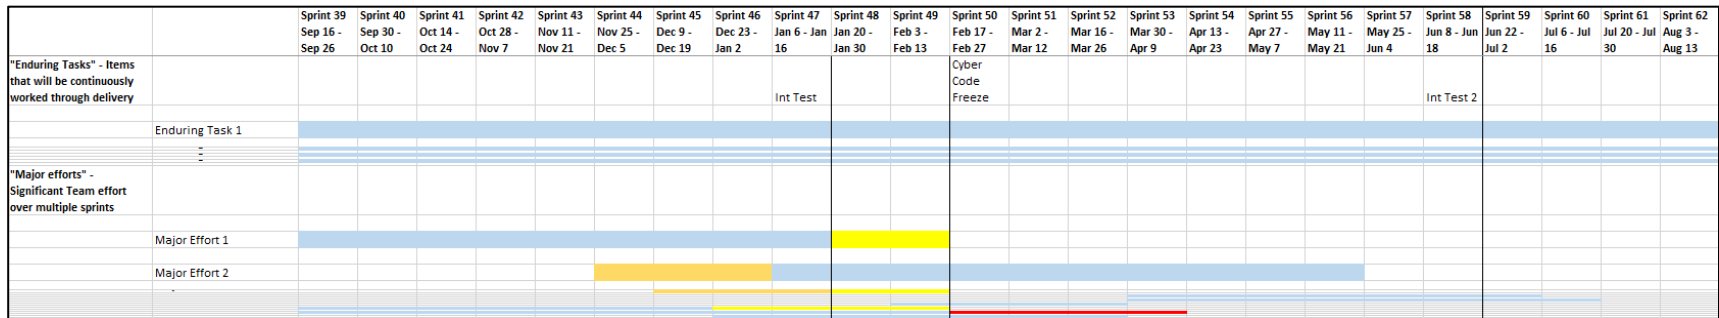 Sprint 39 Sprint 40 Sprint 41 Sprint 42 Sprint 43 Sprint 44 Sprint 45 Sprint 46 Sprint 47 Sprint 48 Sprint 49 Sprint 50 Sprint 51 Sprint 52 Sprint 53 Sprint 54 Sprint 55 Sprint 56 Sprint 57 Sprint 58 Sprint 59 Sprint 60 Sprint 61 Sprint 62
Sep 16 - Sep 30 - Oct 14 - Oct 28 - Nov 11 - Nov 25 - Dec 9 - Dec 23 - Jan 6 - Jan Jan 20 - Feb 3 - Feb 17 - Mar 2 - Mar 16 - Mar 30 - Apr 13 - Apr 27 - May 11 - May 25 - Jun 8 - Jun Jun 22 - Jul 6 - Jul Jul 20 - Jul Aug 3 -
Sep 26 Oct 10 Oct 24 Nov 7 Nov 21 Dec 5 Dec 19 Jan 2 16 Jan 30 Feb 13 Feb 27 Mar 12 Mar 26 Apr 9 Apr 23 May 7 May 21 Jun 4 18 Jul 2 16 30 Aug 13
"Enduring Tasks" - Items Cyber
that will be continuously Code
worked through delivery Int Test Freeze Int Test 2
Enduring Task 1
"Major efforts" -
Significant Team effort
over multiple sprints
Major Effort 1
Major Effort 2